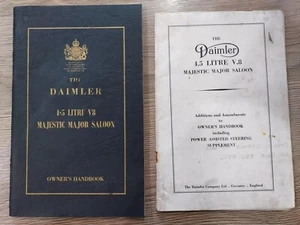 THE
DAIMLER
4·5 LITRE V8
MAJESTIC MAJOR SALOON
OWNER'S HANDBOOK
THE
Daimler
4.5 LITRE V.8
MAJESTIC MAJOR SALOON
Additions and Amendments
to
OWNER'S HANDBOOK
including
POWER ASSISTED STEERING
SUPPLEMENT
The Daimler Company Ltd . Coventry . England